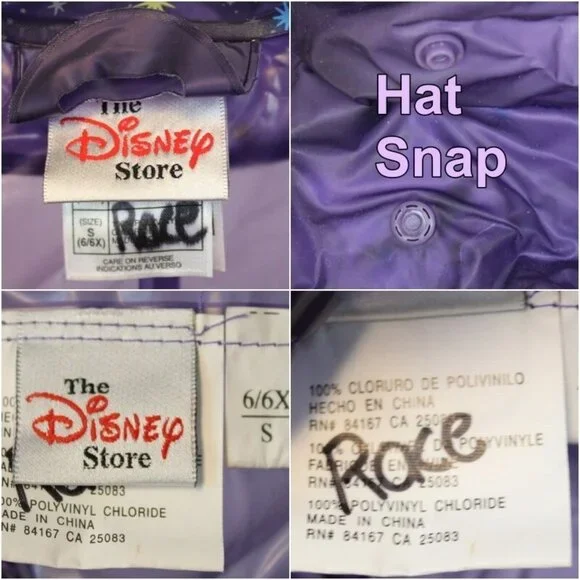 The
Disney
Store
(SIZE)
S
(6/6X)
Race
CARE ON REVERSE
INDICATIONS AU VERSO
Hat
Snap
The
Disney
Store
6/6X
S
25083
POLYVINYL CHLORIDE
MADE IN CHINA
RN# 84167 CA 25083
100% CLORURO DE POLIVINILO
HECHO EN CHINA
RN# 84167 CA 2508
Race
100% POLYVINYL CHLORIDE
MADE IN CHINA
RN# 84167 CA 25083